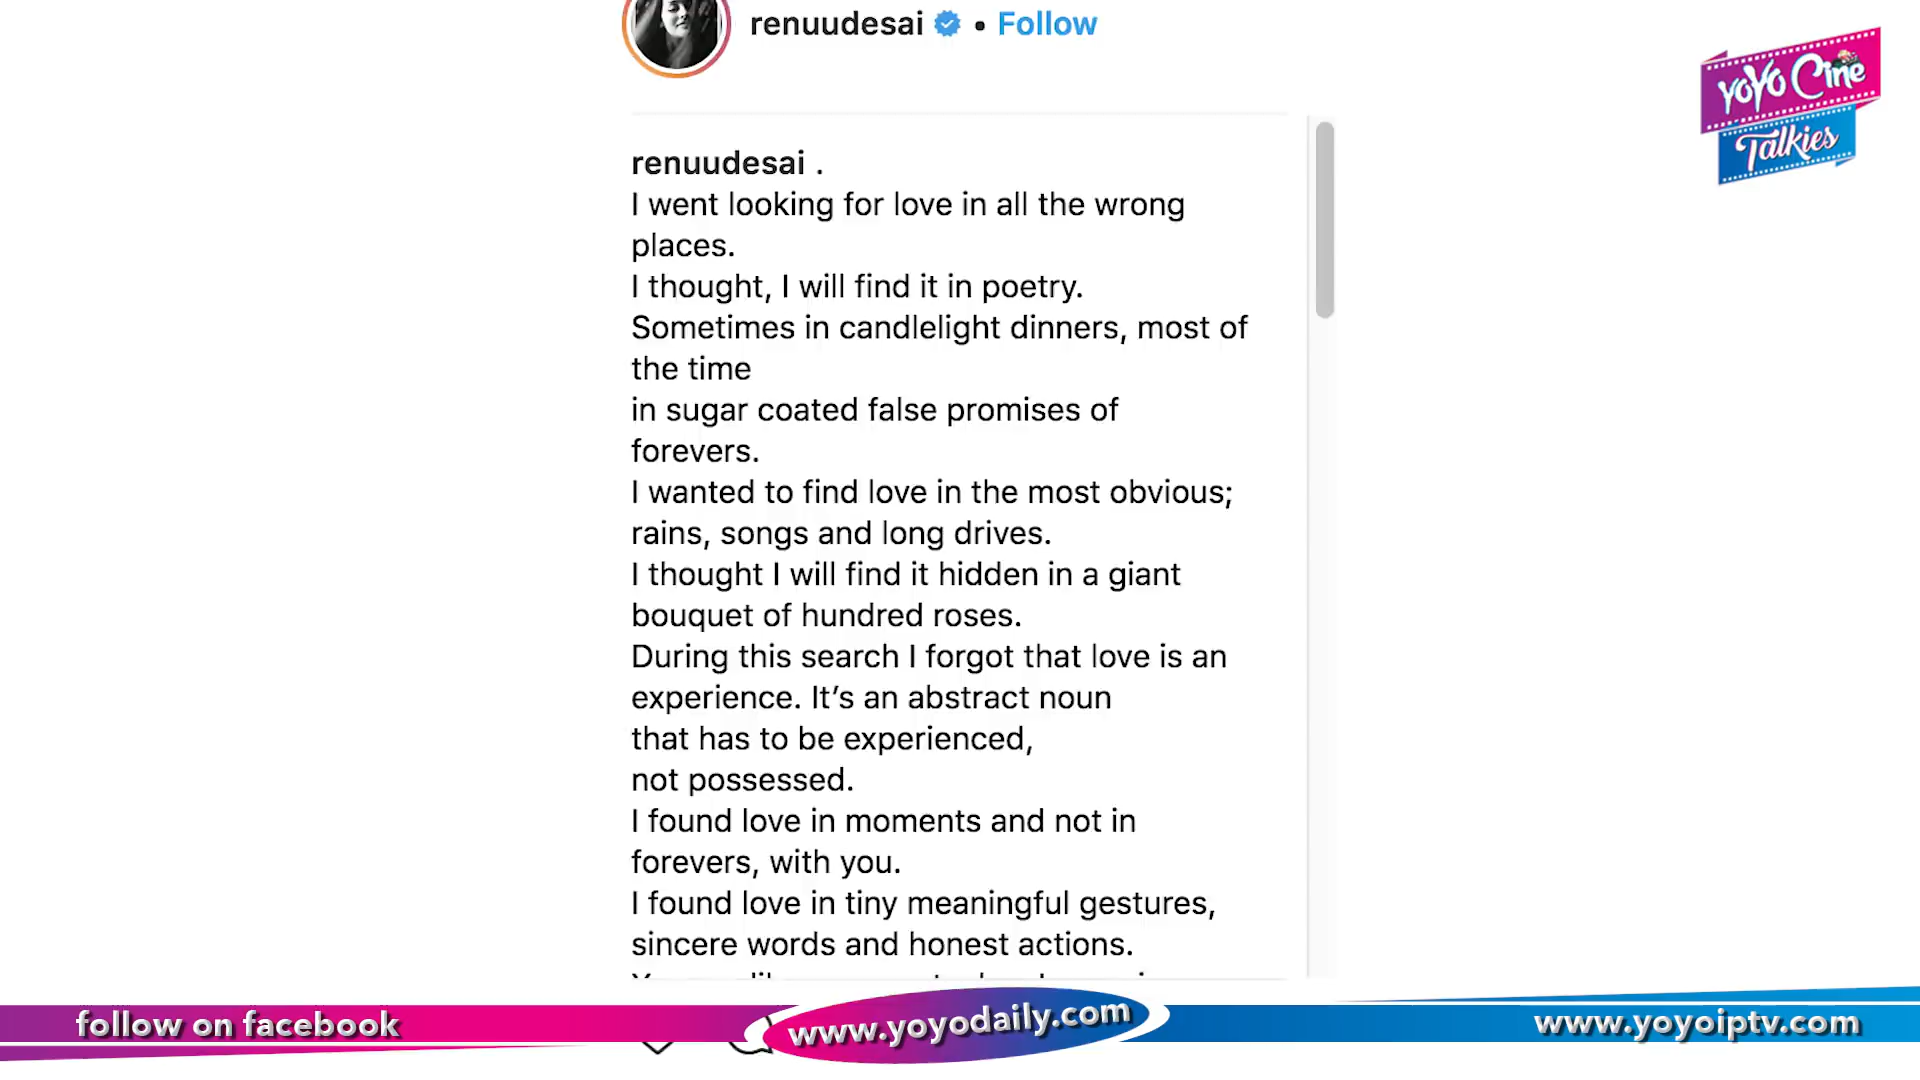 renuudesai • Follow
YOYO Cine
Talkies
renuudesai .
I went looking for love in all the wrong
places.
I thought, I will find it in poetry.
Sometimes in candlelight dinners, most of
the time
in sugar coated false promises of
forevers.
I wanted to find love in the most obvious;
rains, songs and long drives.
I thought I will find it hidden in a giant
bouquet of hundred roses.
During this search I forgot that love is an
experience. It’s an abstract noun
that has to be experienced,
not possessed.
I found love in moments and not in
forevers, with you.
I found love in tiny meaningful gestures,
sincere words and honest actions.
follow on facebook
www.yoyodaily.com
www.yoyoiptv.com